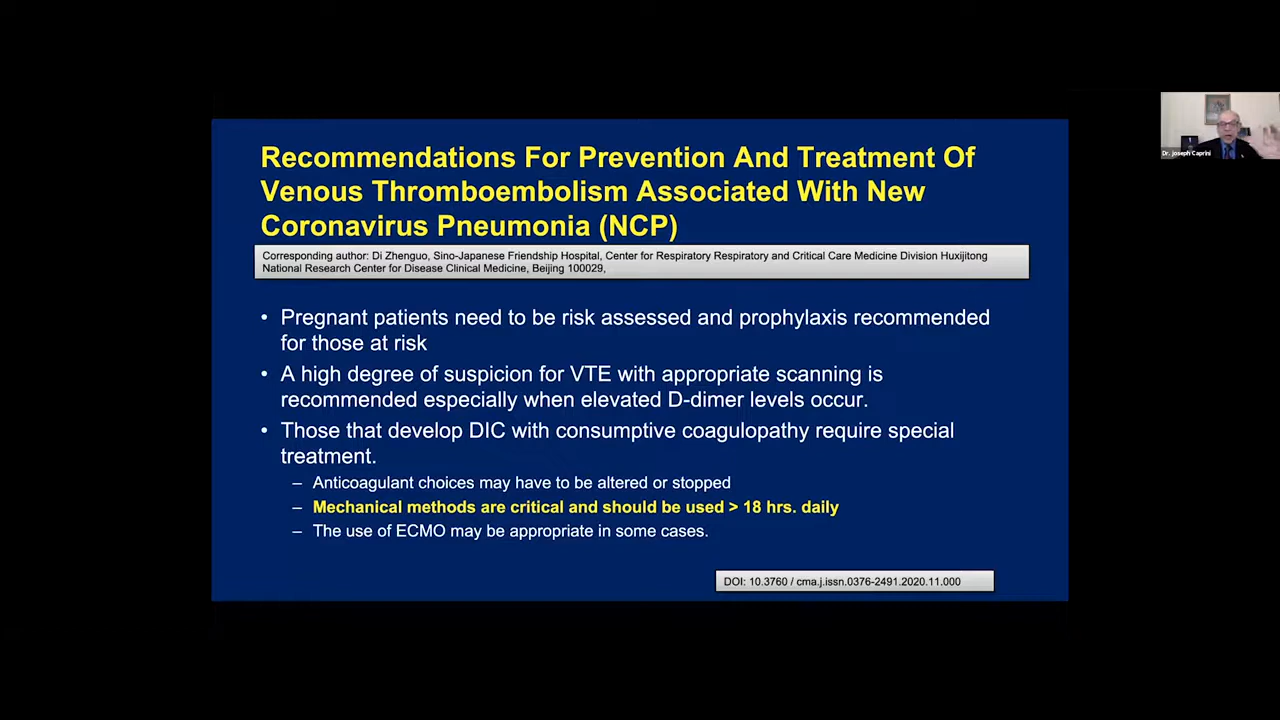 Recommendations For Prevention And Treatment Of
Venous Thromboembolism Associated With New
Coronavirus Pneumonia (NCP)
Corresponding author: Di Zhenguo, Sino-Japanese Friendship Hospital, Center for Respiratory Respiratory and Critical Care Medicine Division Huxijitong
National Research Center for Disease Clinical Medicine, Beijing 100029,
• Pregnant patients need to be risk assessed and prophylaxis recommended
for those at risk
• A high degree of suspicion for VTE with appropriate scanning is
recommended especially when elevated D-dimer levels occur.
• Those that develop DIC with consumptive coagulopathy require special
treatment.
– Anticoagulant choices may have to be altered or stopped
– Mechanical methods are critical and should be used > 18 hrs. daily
– The use of ECMO may be appropriate in some cases.
DOI: 10.3760 / cma.j.issn.0376-2491.2020.11.000
Dr. Joseph Caprini